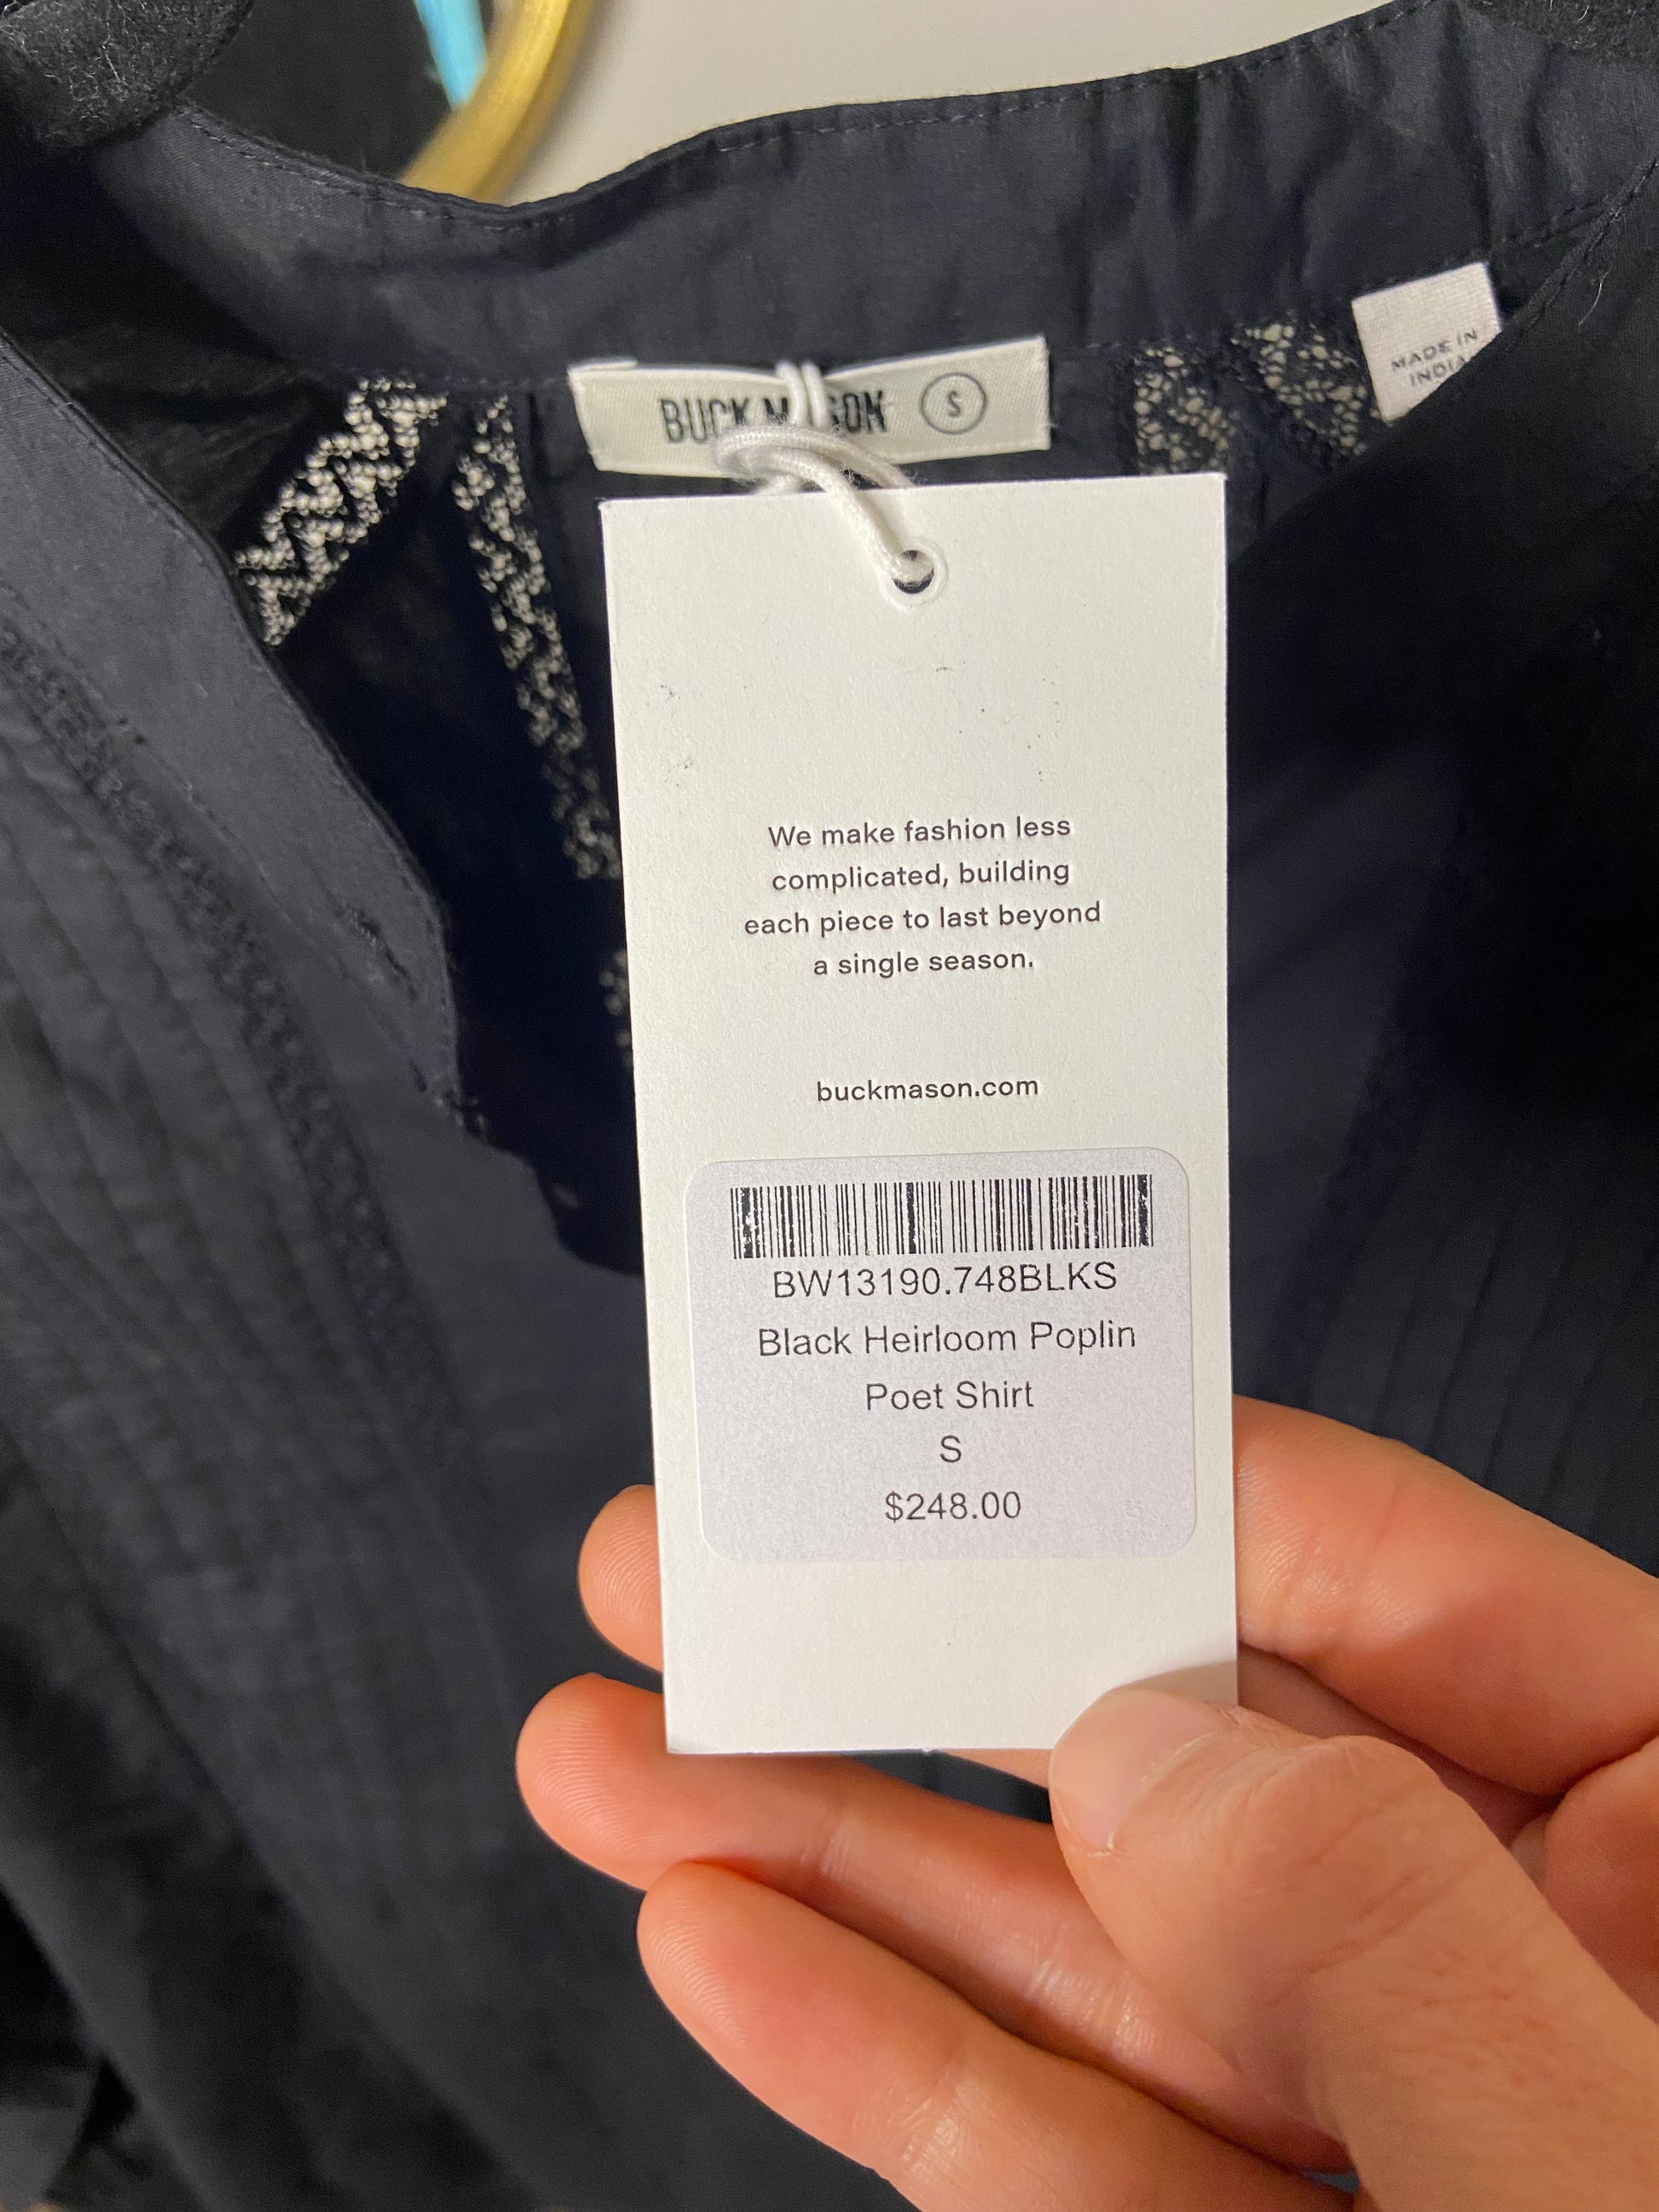 BUCK MASON S
MADE IN
INDIA
We make fashion less
complicated, building
each piece to last beyond
a single season.
buckmason.com
BW13190.748BLKS
Black Heirloom Poplin
Poet Shirt
S
$248.00